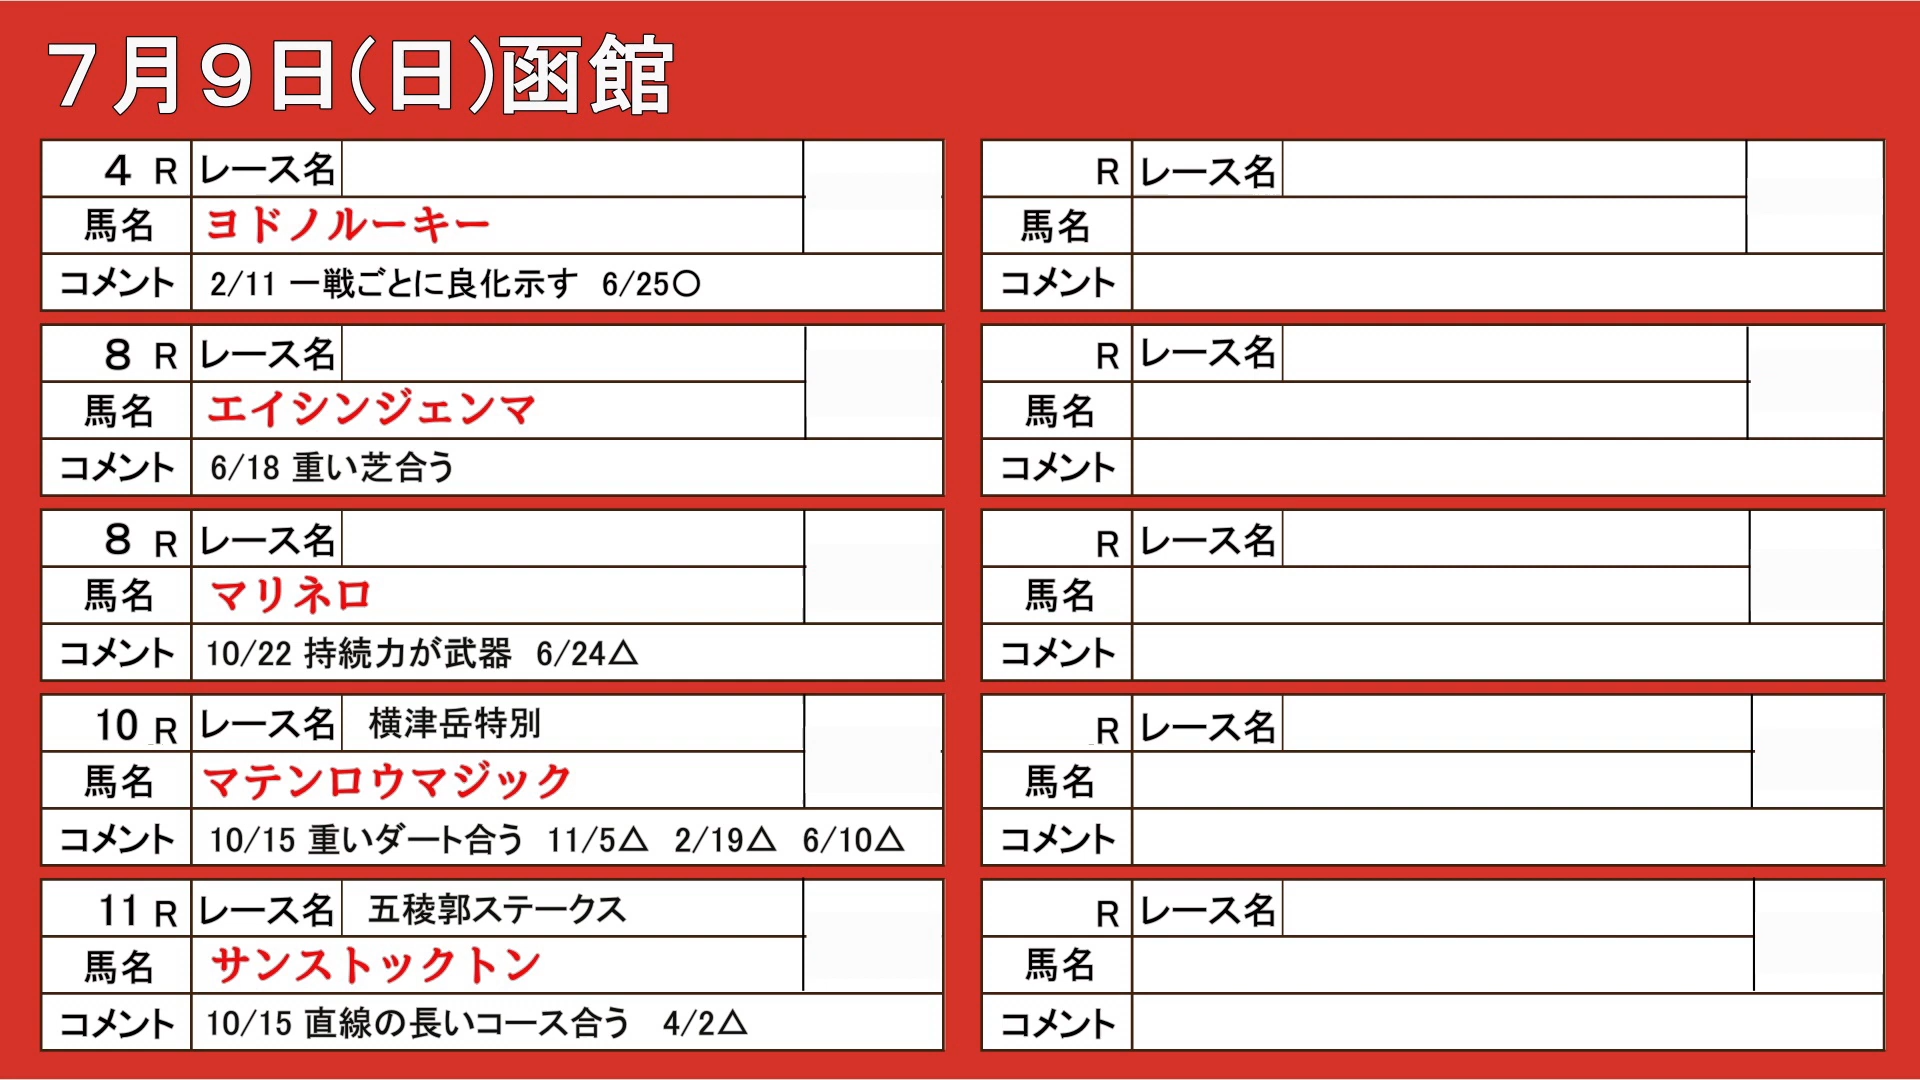 7月9日(日)函館
4 R レース名
馬名 ヨドノルーキー
コメント 2/11 一戦ごとに良化示す 6/25〇
8 R レース名
馬名 エイシンジェンマ
コメント 6/18 重い芝合う
8 R レース名
馬名 マリネロ
コメント 10/22 持続力が武器 6/24△
10 R レース名 横津岳特別
馬名 マテンロウマジック
コメント 10/15 重いダート合う 11/5△ 2/19△ 6/10△
11 R レース名 五稜郭ステークス
馬名 サンストックトン
コメント 10/15 直線の長いコース合う 4/2△
R レース名
馬名
コメント
R レース名
馬名
コメント
R レース名
馬名
コメント
R レース名
馬名
コメント
R レース名
馬名
コメント